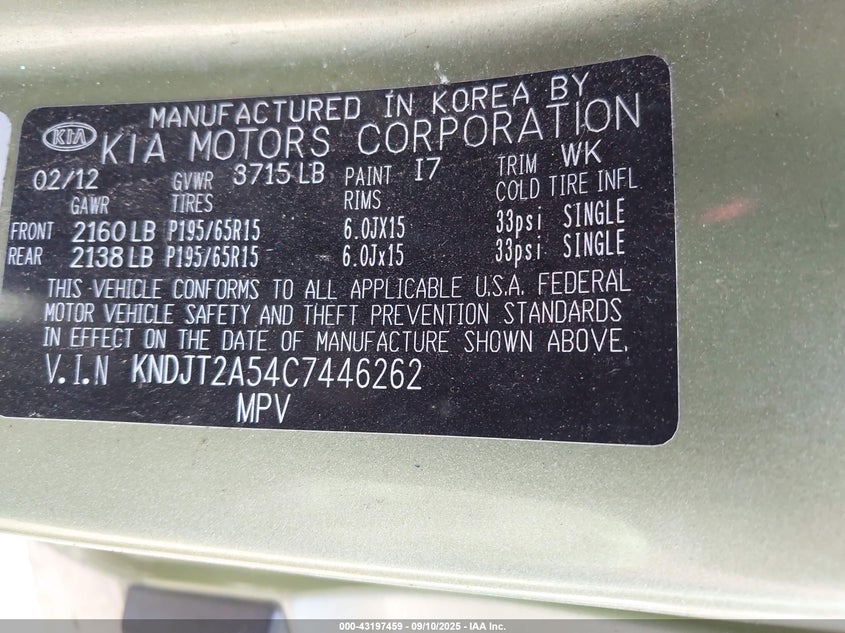 MANUFACTURED IN KOREA BY
KIA KIA MOTORS CORPORATION
02/12 GVWR 3715 LB PAINT I7 TRIM WK
GAWR TIRES RIMS COLD TIRE INFL
FRONT 2160 LB P195/65R15 6.0JX15 33psi SINGLE
REAR 2138 LB P195/65R15 6.0Jx15 33psi SINGLE
THIS VEHICLE CONFORMS TO ALL APPLICABLE U.S.A. FEDERAL
MOTOR VEHICLE SAFETY AND THEFT PREVENTION STANDARDS
IN EFFECT ON THE DATE OF MANUFACTURE SHOWN ABOVE.
V.I.N KNDJT2A54C7446262
MPV
000-43197459 - 09/10/2025 - IAA Inc.